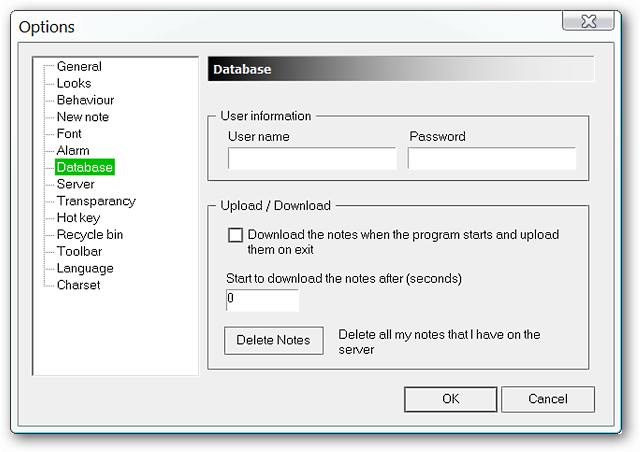 Options
General
Looks
Behaviour
New note
Font
Alarm
Database
Server
Transparancy
Hot key
Recycle bin
Toolbar
Language
Charset
Database
User information
User name
Password
Upload / Download
Download the notes when the program starts and upload
them on exit
Start to download the notes after (seconds)
0
Delete Notes
Delete all my notes that I have on the
server
OK
Cancel